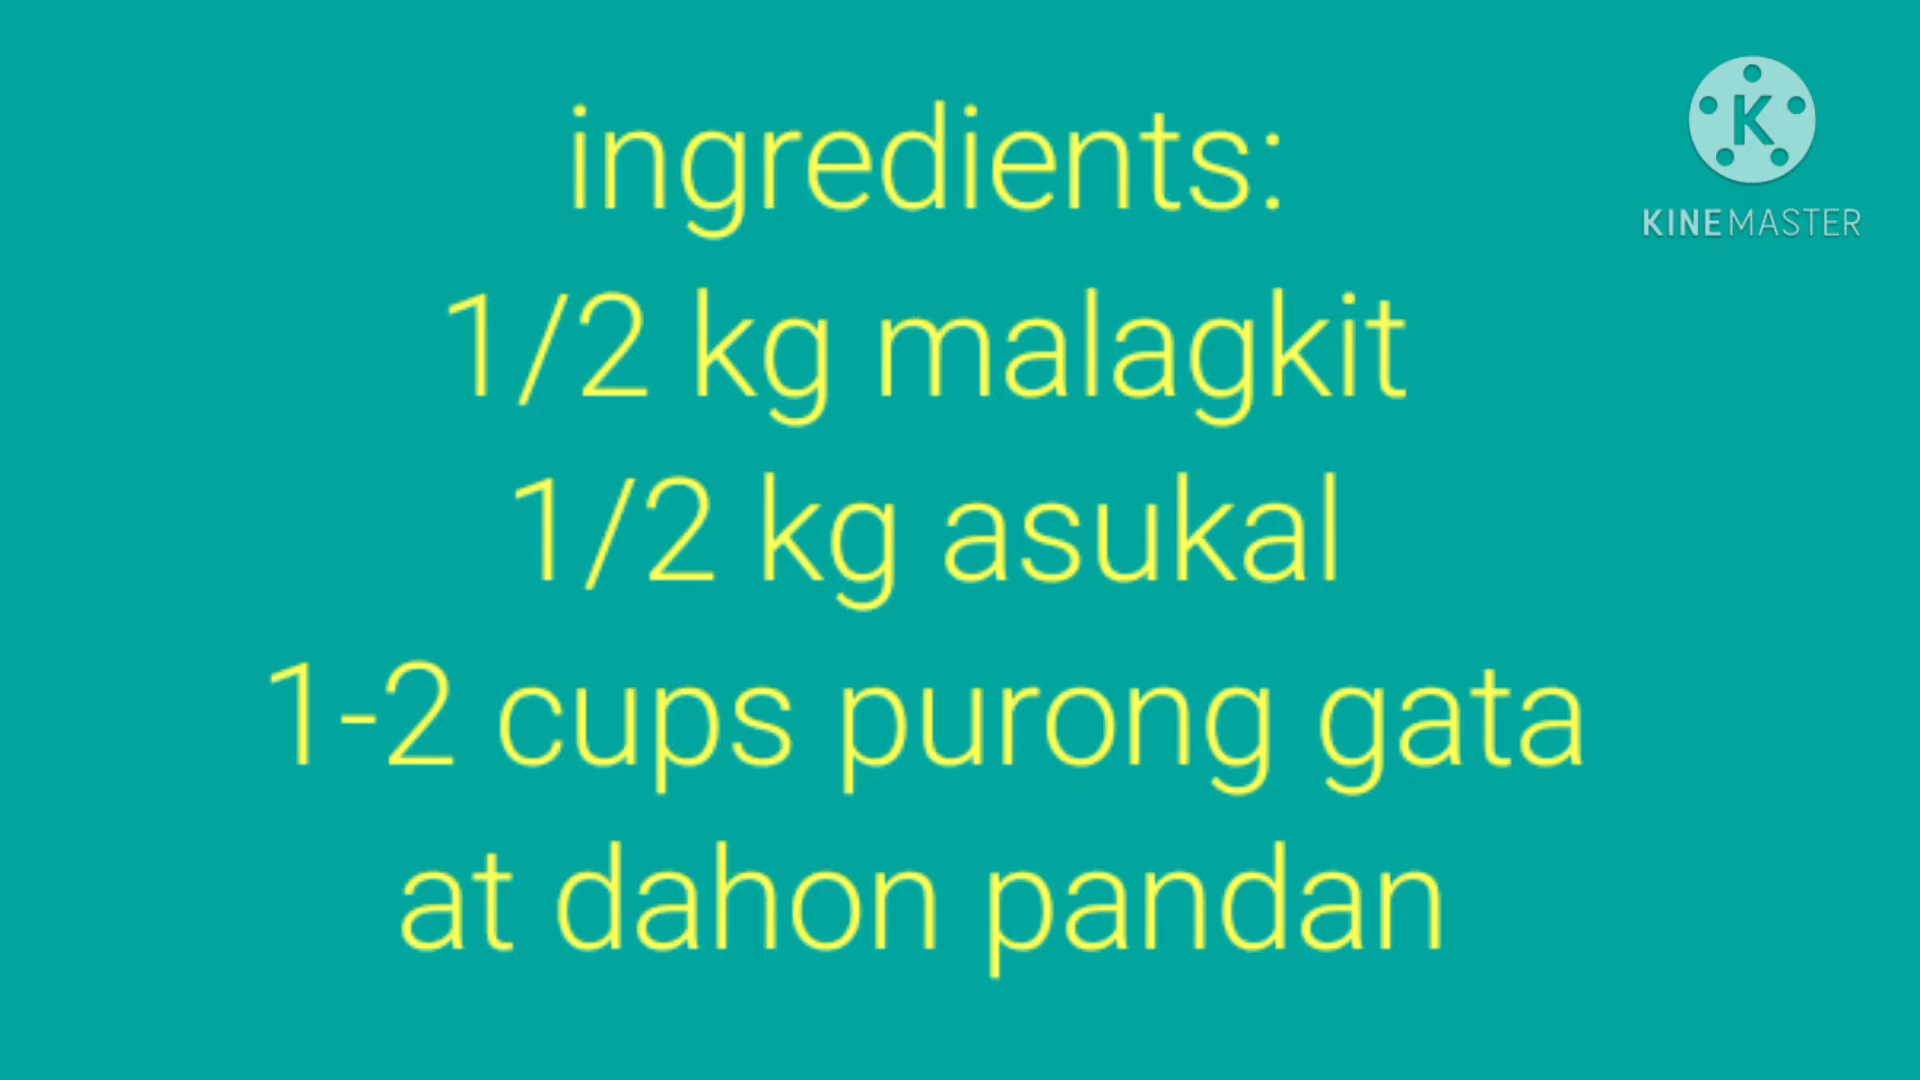 ingredients:
1/2 kg malagkit
1/2 kg asukal
1-2 cups purong gata
at dahon pandan
K
KINEMASTER